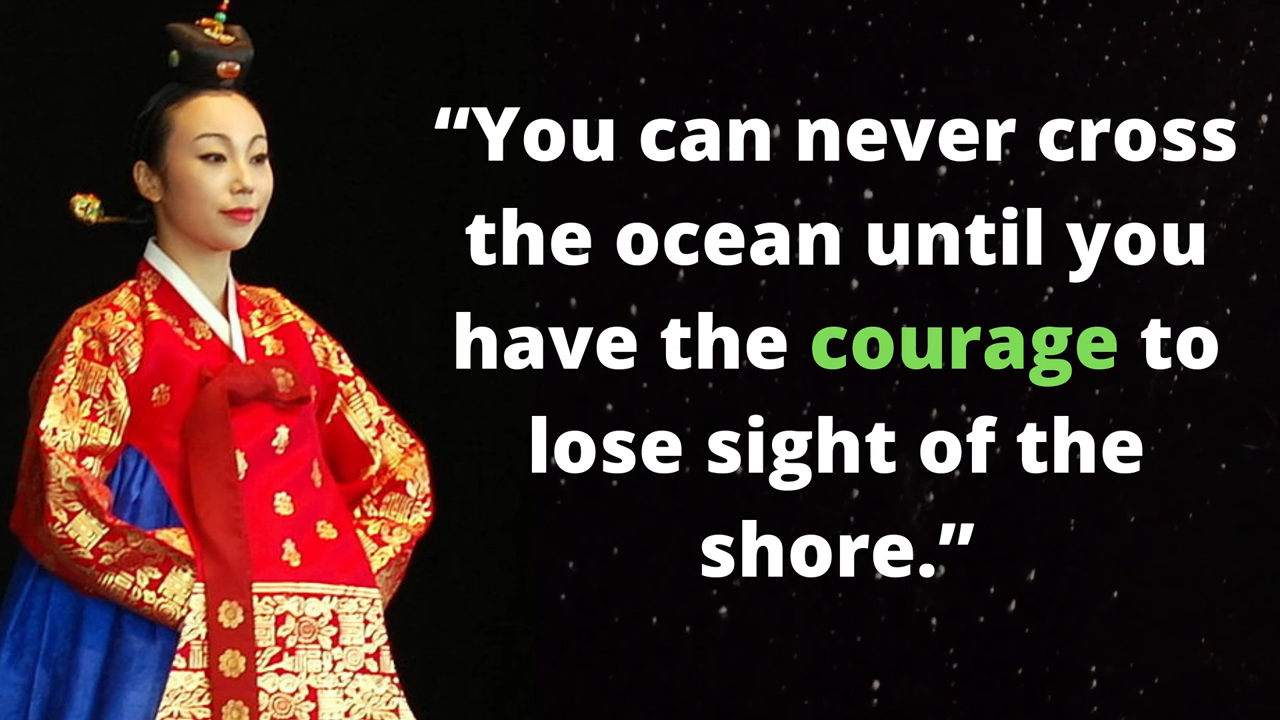 “You can never cross
the ocean until you
have the courage to
lose sight of the
shore.”